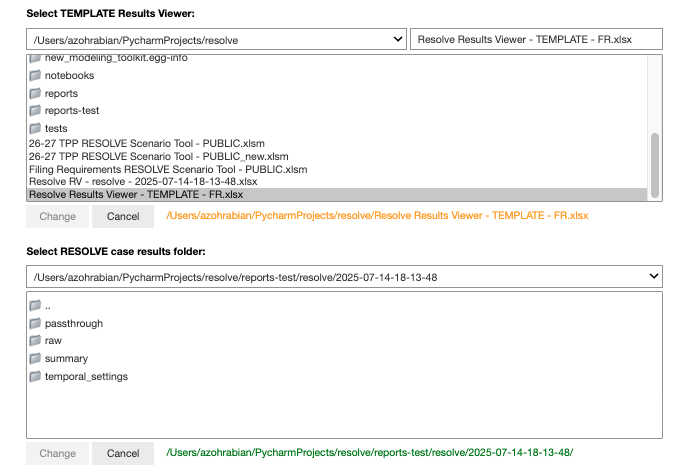 Select TEMPLATE Results Viewer:
/Users/azohrabian/PycharmProjects/resolve
Resolve Results Viewer - TEMPLATE - FR.xlsx
new_modeling_toolkit.egg-info
notebooks
reports
reports-test
tests
26-27 TPP RESOLVE Scenario Tool - PUBLIC.xlsm
26-27 TPP RESOLVE Scenario Tool - PUBLIC_new.xlsm
Filing Requirements RESOLVE Scenario Tool - PUBLIC.xlsm
Resolve RV - resolve - 2025-07-14-18-13-48.xlsx
Resolve Results Viewer - TEMPLATE - FR.xlsx
Change Cancel /Users/azohrabian/PycharmProjects/resolve/Resolve Results Viewer - TEMPLATE - FR.xlsx
Select RESOLVE case results folder:
/Users/azohrabian/PycharmProjects/resolve/reports-test/resolve/2025-07-14-18-13-48
..
passthrough
raw
summary
temporal_settings
Change Cancel /Users/azohrabian/PycharmProjects/resolve/reports-test/resolve/2025-07-14-18-13-48/